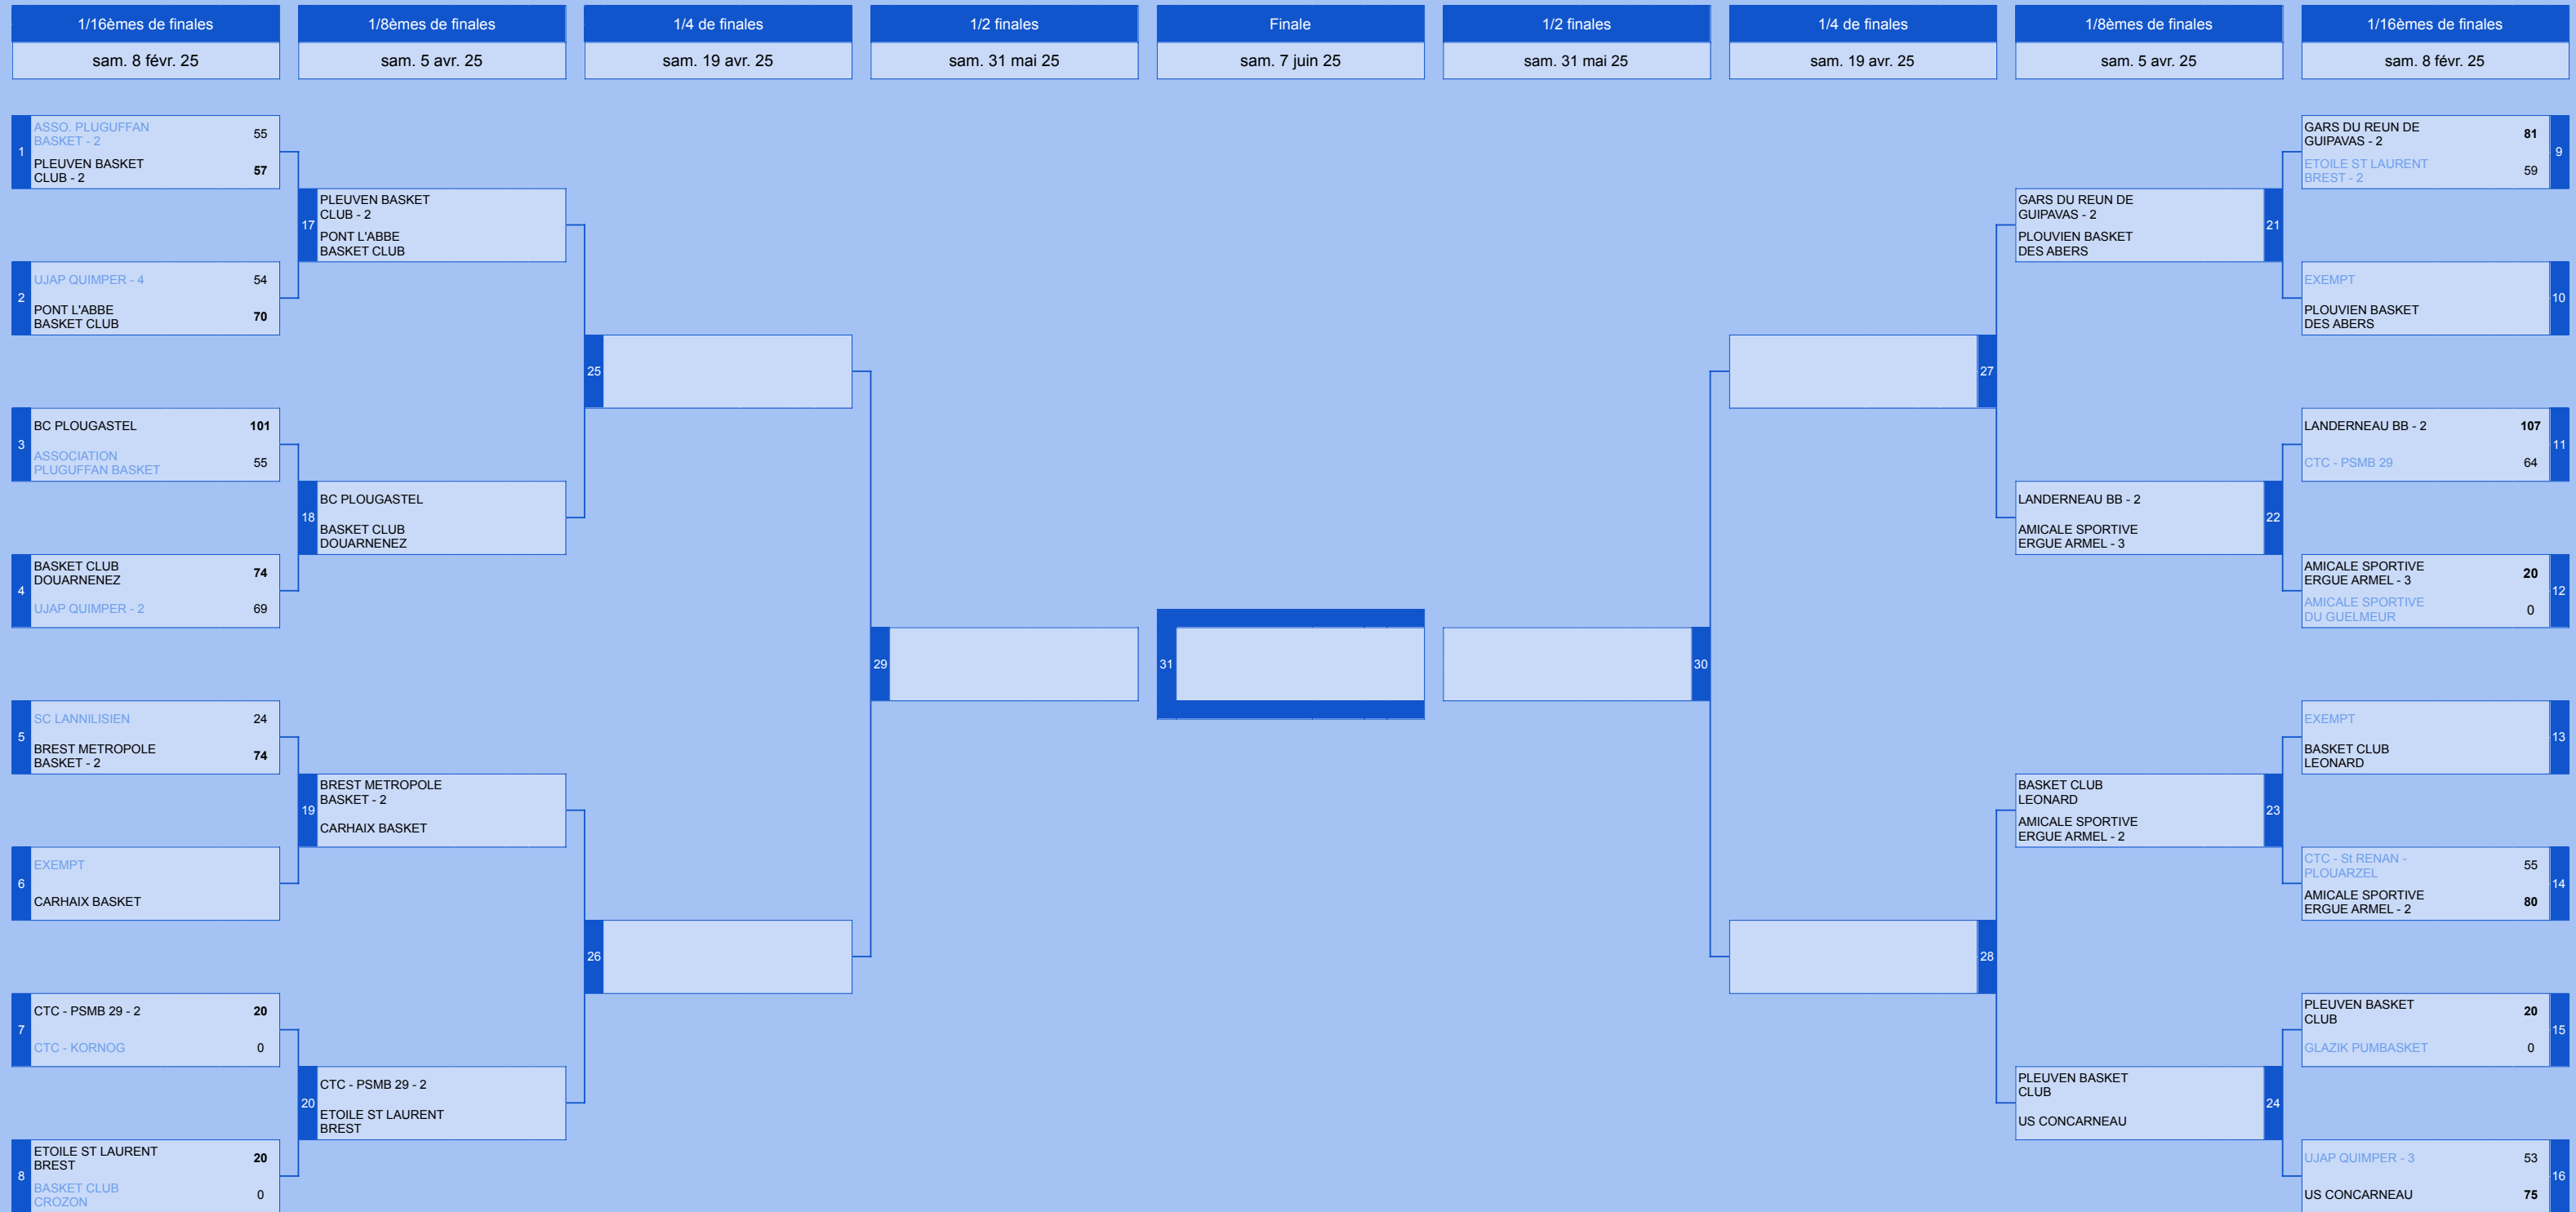 1/16èmes de finales
1/8èmes de finales
1/4 de finales
1/2 finales
Finale
1/2 finales
1/4 de finales
1/8èmes de finales
1/16èmes de finales
sam. 8 févr. 25
sam. 5 avr. 25
sam. 19 avr. 25
sam. 31 mai 25
sam. 7 juin 25
sam. 31 mai 25
sam. 19 avr. 25
sam. 5 avr. 25
sam. 8 févr. 25
1
ASSO. PLUGUFFAN
BASKET - 2
55
PLEUVEN BASKET
CLUB - 2
57
2
UJAP QUIMPER - 4
54
PONT L'ABBE
BASKET CLUB
70
3
BC PLOUGASTEL
101
ASSOCIATION
PLUGUFFAN BASKET
55
4
BASKET CLUB
DOUARNENEZ
74
UJAP QUIMPER - 2
69
5
SC LANNILISIEN
24
BREST METROPOLE
BASKET - 2
74
6
EXEMPT
CARHAIX BASKET
7
CTC - PSMB 29 - 2
20
CTC - KORNOG
0
8
ETOILE ST LAURENT
BREST
20
BASKET CLUB
CROZON
0
17
PLEUVEN BASKET
CLUB - 2
PONT L'ABBE
BASKET CLUB
18
BC PLOUGASTEL
BASKET CLUB
DOUARNENEZ
19
BREST METROPOLE
BASKET - 2
CARHAIX BASKET
20
CTC - PSMB 29 - 2
ETOILE ST LAURENT
BREST
25
26
29
31
30
27
28
GARS DU REUN DE
GUIPAVAS - 2
PLOUVIEN BASKET
DES ABERS
21
LANDERNEAU BB - 2
AMICALE SPORTIVE
ERGUE ARMEL - 3
22
BASKET CLUB
LEONARD
AMICALE SPORTIVE
ERGUE ARMEL - 2
23
PLEUVEN BASKET
CLUB
US CONCARNEAU
24
GARS DU REUN DE
GUIPAVAS - 2
81
ETOILE ST LAURENT
BREST - 2
59
9
EXEMPT
PLOUVIEN BASKET
DES ABERS
10
LANDERNEAU BB - 2
107
CTC - PSMB 29
64
11
AMICALE SPORTIVE
ERGUE ARMEL - 3
20
AMICALE SPORTIVE
DU GUELMEUR
0
12
EXEMPT
BASKET CLUB
LEONARD
13
CTC - St RENAN -
PLOUARZEL
55
AMICALE SPORTIVE
ERGUE ARMEL - 2
80
14
PLEUVEN BASKET
CLUB
20
GLAZIK PUMBASKET
0
15
UJAP QUIMPER - 3
53
US CONCARNEAU
75
16